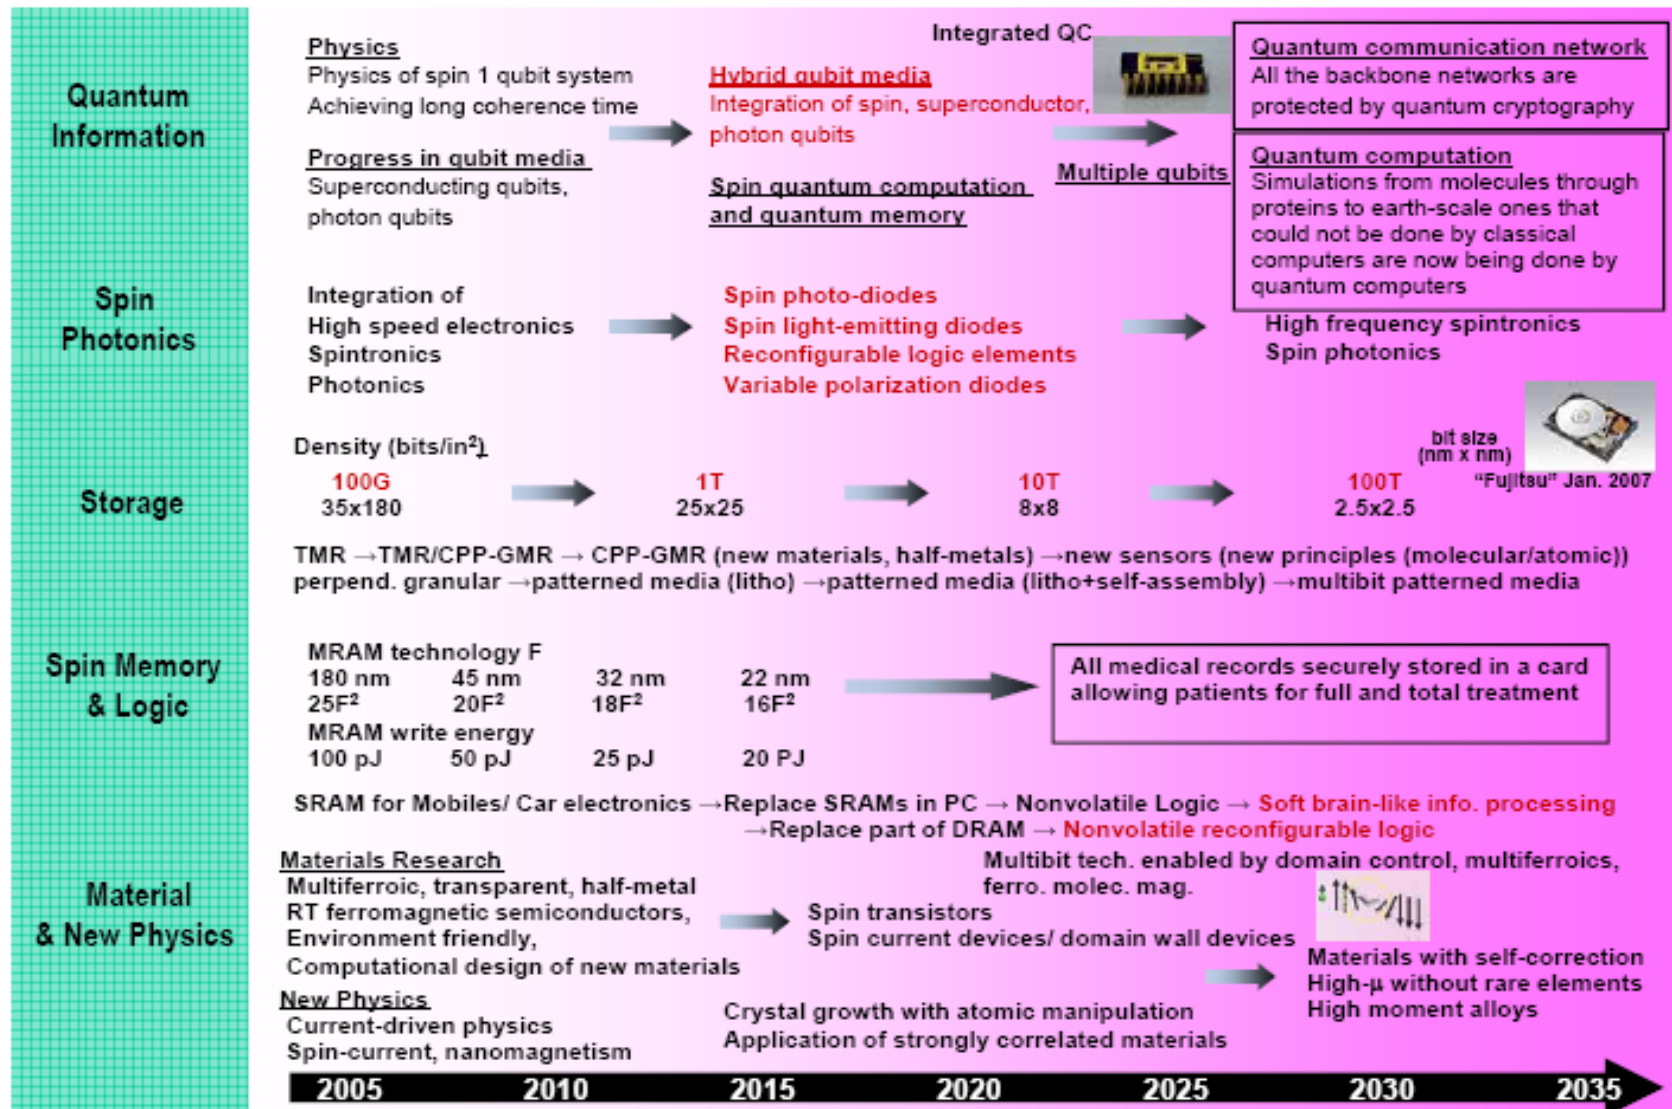 Quantum
Information
Physics
Physics of spin 1 qubit system
Achieving long coherence time
Progress in qubit media
Superconducting qubits,
photon qubits
Hybrid qubit media
Integration of spin, superconductor,
photon qubits
Spin quantum computation
and quantum memory
Integrated QC
Multiple qubits
Quantum communication network
All the backbone networks are
protected by quantum cryptography
Quantum computation
Simulations from molecules through
proteins to earth-scale ones that
could not be done by classical
computers are now being done by
quantum computers
Spin
Photonics
Integration of
High speed electronics
Spintronics
Photonics
Spin photo-diodes
Spin light-emitting diodes
Reconfigurable logic elements
Variable polarization diodes
High frequency spintronics
Spin photonics
Storage
Density (bits/in²)
bit size
(nm x nm)
"Fujitsu" Jan. 2007
100G 1T 10T 100T
35x180 25x25 8x8 2.5x2.5
TMR →TMR/CPP-GMR → CPP-GMR (new materials, half-metals) →new sensors (new principles (molecular/atomic))
perpend. granular →patterned media (litho) →patterned media (litho+self-assembly) →multibit patterned media
Spin Memory
& Logic
MRAM technology F
180 nm 45 nm 32 nm 22 nm
25F² 20F² 18F² 16F²
MRAM write energy
100 pJ 50 pJ 25 pJ 20 PJ
All medical records securely stored in a card
allowing patients for full and total treatment
SRAM for Mobiles/ Car electronics →Replace SRAMs in PC → Nonvolatile Logic → Soft brain-like info. processing
→Replace part of DRAM → Nonvolatile reconfigurable logic
Material
& New Physics
Materials Research
Multiferroic, transparent, half-metal
RT ferromagnetic semiconductors,
Environment friendly,
Computational design of new materials
New Physics
Current-driven physics
Spin-current, nanomagnetism
Multibit tech. enabled by domain control, multiferroics,
ferro. molec. mag.
Spin transistors
Spin current devices/ domain wall devices
Crystal growth with atomic manipulation
Application of strongly correlated materials
Materials with self-correction
High-μ without rare elements
High moment alloys
2005 2010 2015 2020 2025 2030 2035